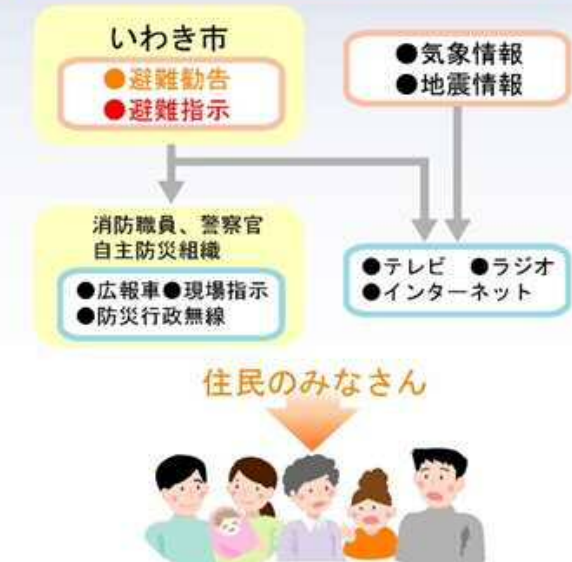 いわき市
●避難勧告
●避難指示
●気象情報
●地震情報
消防職員、警察官
自主防災組織
●広報車●現場指示
●防災行政無線
●テレビ ●ラジオ
●インターネット
住民のみなさん